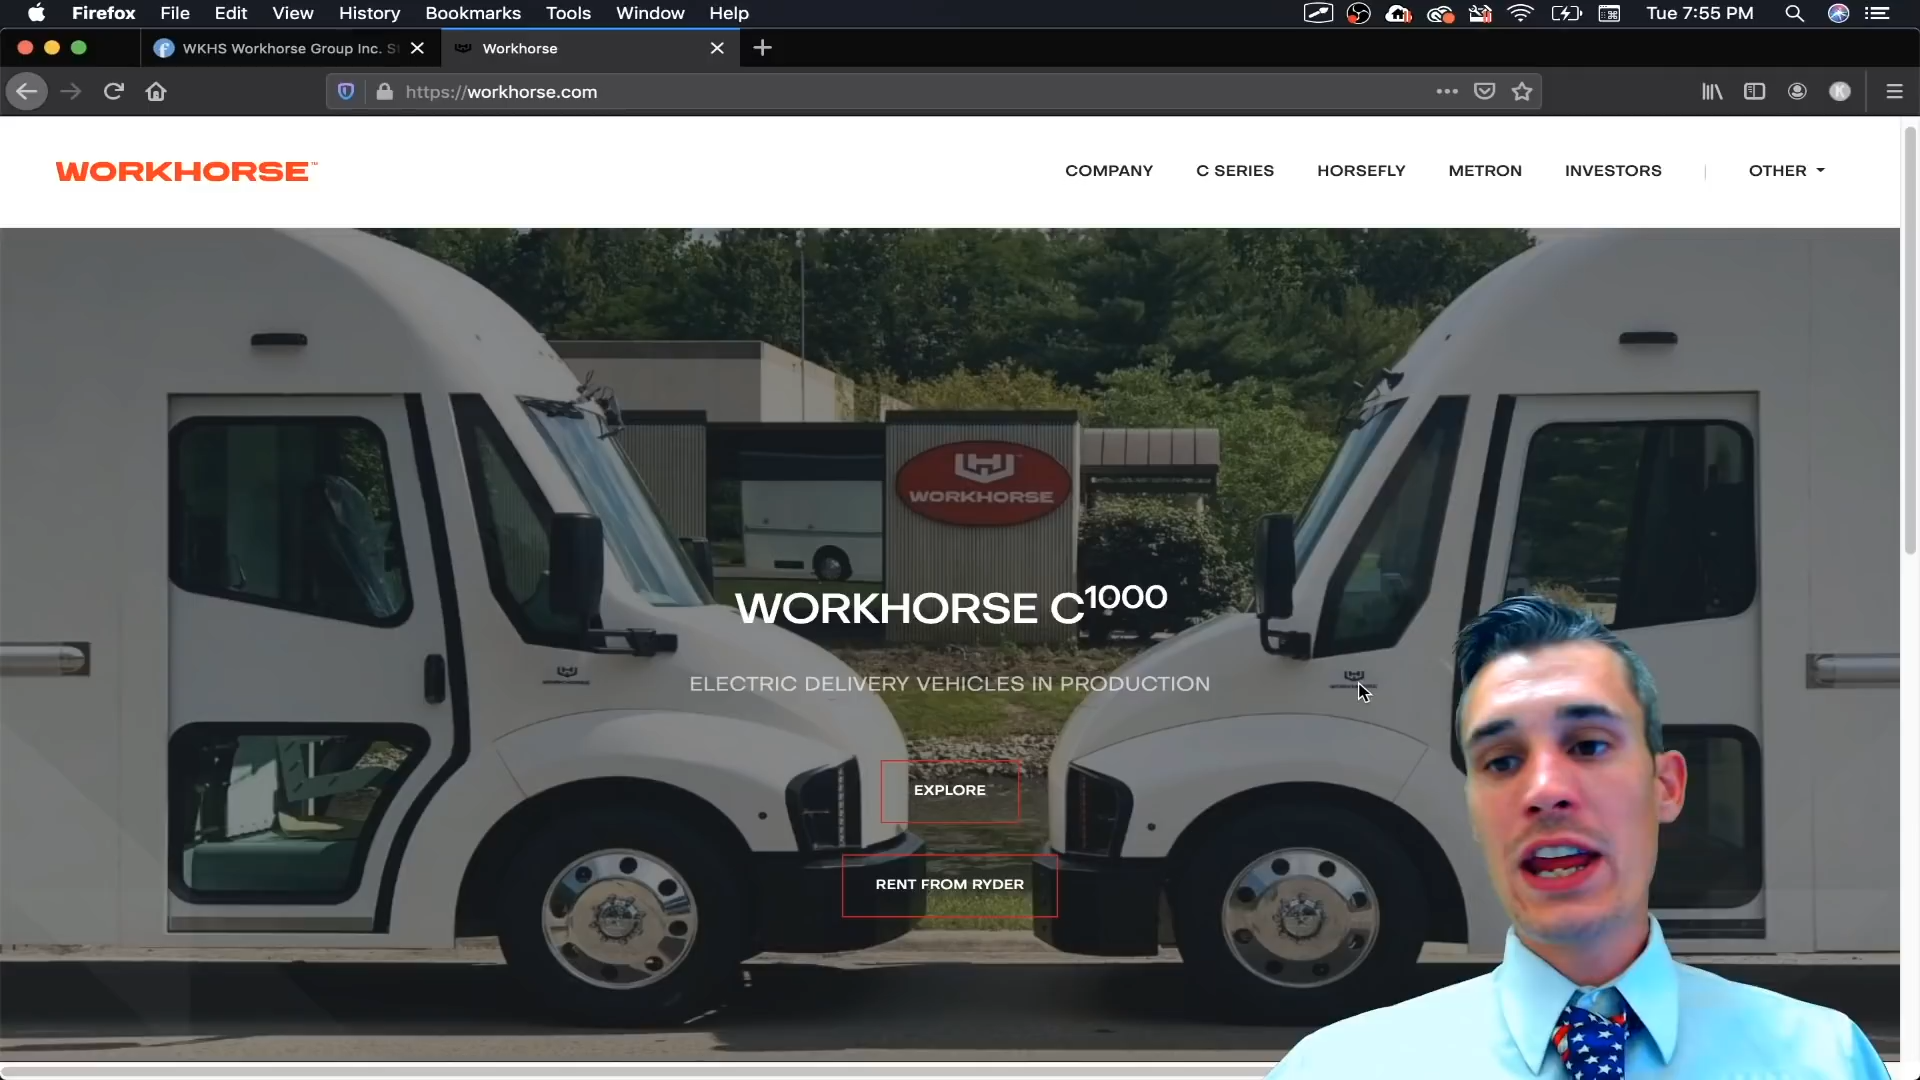 Firefox File Edit View History Bookmarks Tools Window Help Tue 7:55 PM
WKHS Workhorse Group Inc. St Workhorse
https://workhorse.com
K
WORKHORSE™ COMPANY C SERIES HORSEFLY METRON INVESTORS OTHER
WORKHORSE
WORKHORSE C1000
ELECTRIC DELIVERY VEHICLES IN PRODUCTION
EXPLORE
RENT FROM RYDER